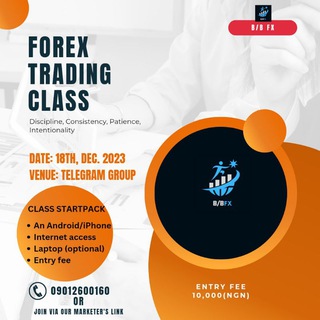 B/B FX
FOREX
TRADING
CLASS
Discipline, Consistency, Patience,
Intentionality
DATE: 18TH, DEC. 2023
VENUE: TELEGRAM GROUP
CLASS STARTPACK
• An Android/iPhone
• Internet access
• Laptop (optional)
• Entry fee
B/BFX
ENTRY FEE
10,000(NGN)
09012600160
OR
JOIN VIA OUR MARKETER'S LINK